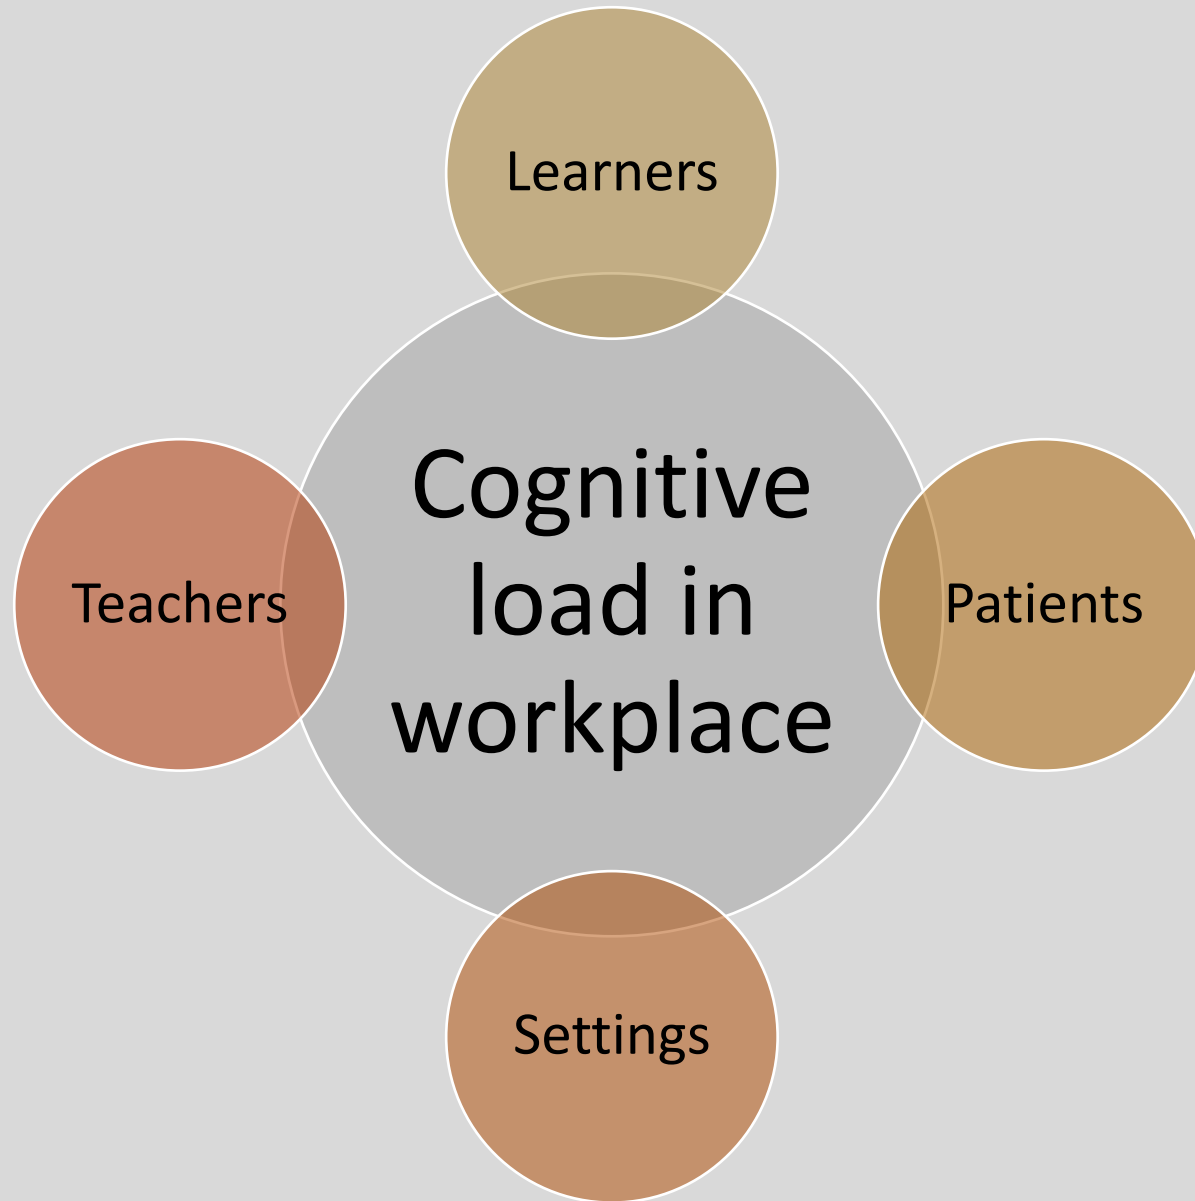 Learners
Teachers
Cognitive
load in
workplace
Patients
Settings